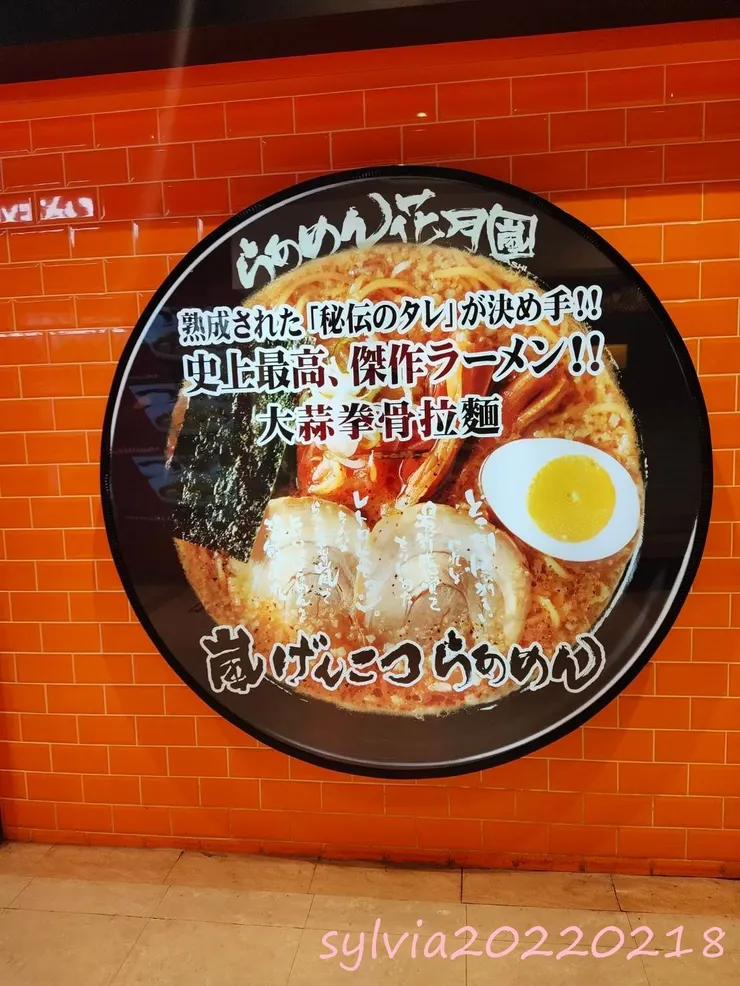 らあめん花月嵐
熟成された「秘伝のタレ」が決め手!!
史上最高、傑作ラーメン!!
大蒜拳骨拉麵
嵐げんこつらあめん
sylvia20220218